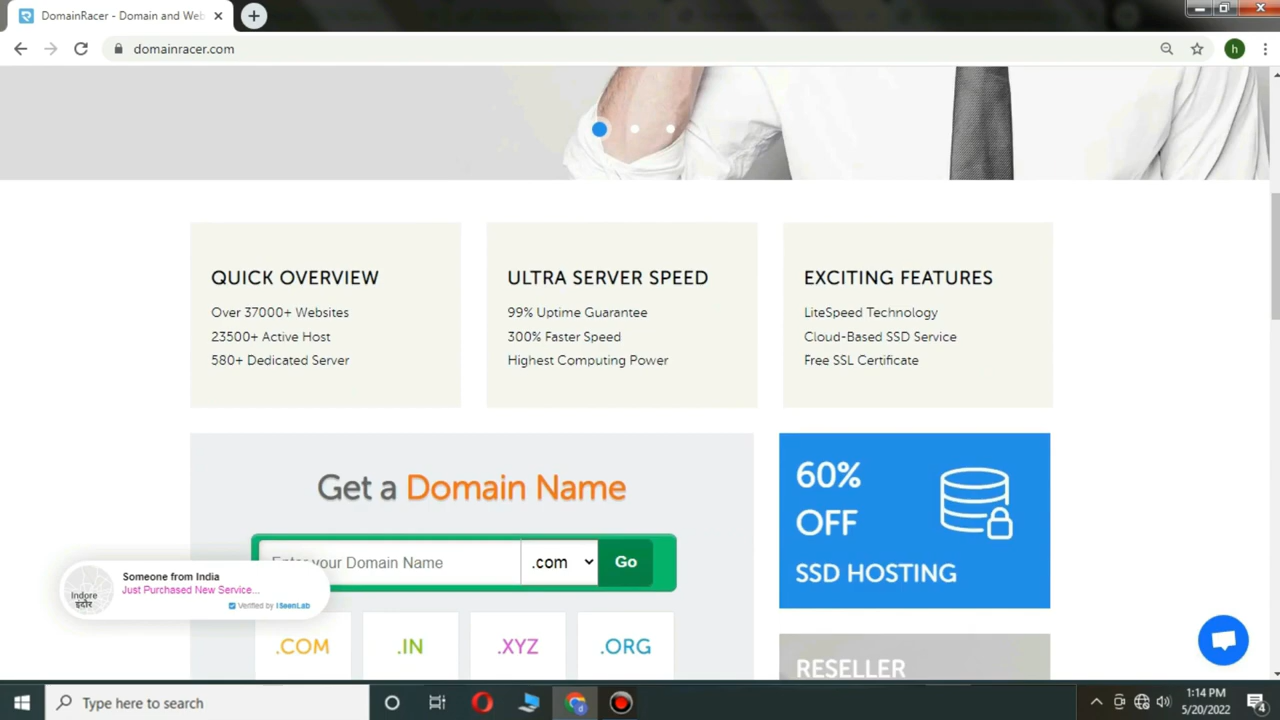 DomainRacer - Domain and Web
domainracer.com
h
QUICK OVERVIEW
Over 37000+ Websites
23500+ Active Host
580+ Dedicated Server
ULTRA SERVER SPEED
99% Uptime Guarantee
300% Faster Speed
Highest Computing Power
EXCITING FEATURES
LiteSpeed Technology
Cloud-Based SSD Service
Free SSL Certificate
Get a Domain Name
Enter your Domain Name
.com
Go
60%
OFF
SSD HOSTING
Someone from India
Just Purchased New Service...
Verified by ISeenLab
Indore
इंदौर
.COM
.IN
.XYZ
.ORG
RESELLER
Type here to search
1:14 PM
5/20/2022
4